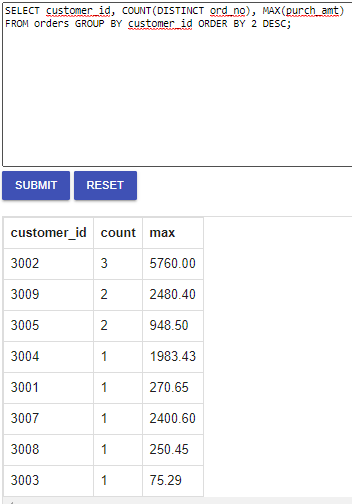 SELECT customer_id, COUNT(DISTINCT ord_no), MAX(purch_amt)
FROM orders GROUP BY customer_id ORDER BY 2 DESC;
SUBMIT RESET
customer_id count max
3002 3 5760.00
3009 2 2480.40
3005 2 948.50
3004 1 1983.43
3001 1 270.65
3007 1 2400.60
3008 1 250.45
3003 1 75.29